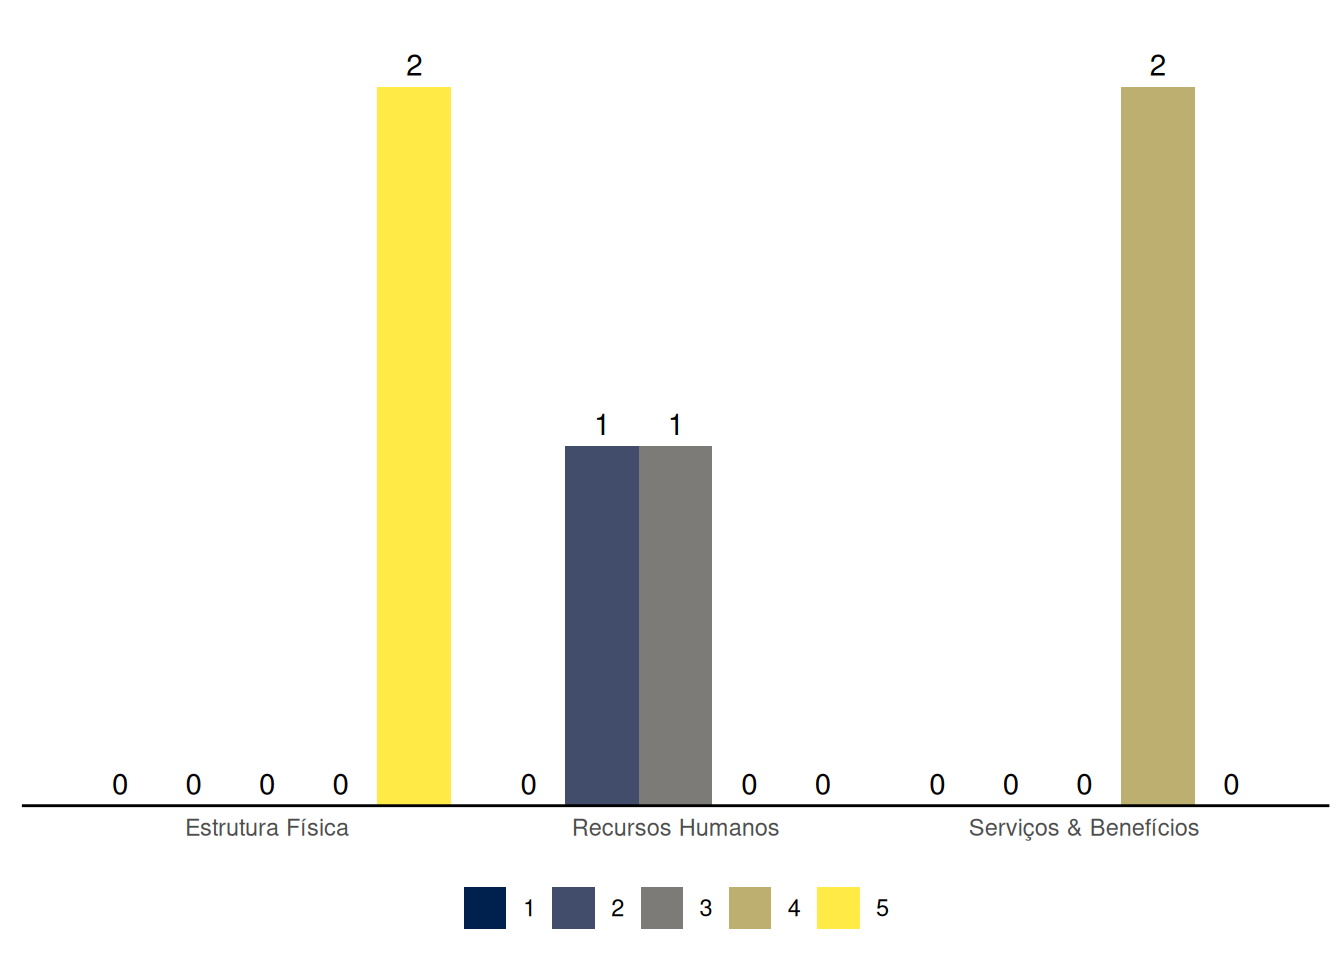 2 2
1 1
0 0 0 0 0 0 0 0 0 0 0
Estrutura Física Recursos Humanos Serviços & Benefícios
1 2 3 4 5